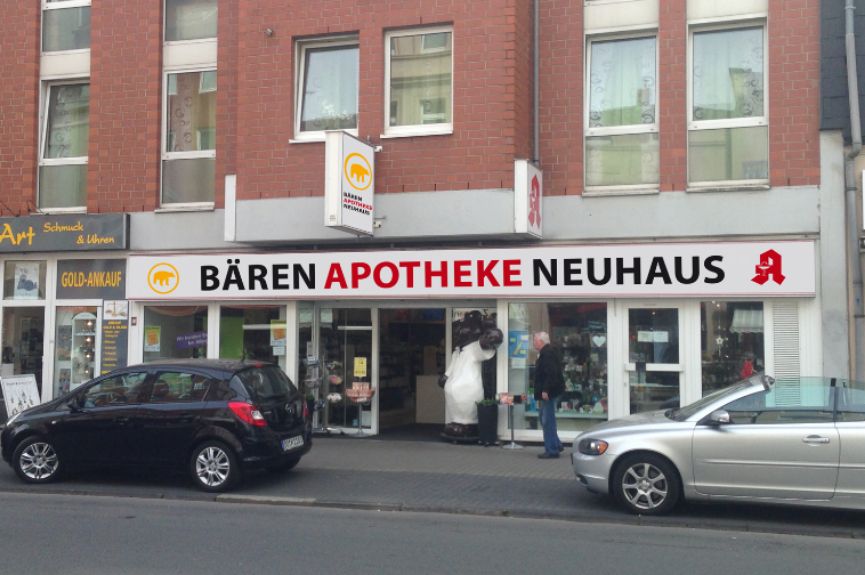 BÄREN
APOTHEKE
NEUHAUS
Art Schmuck
& Uhren
GOLD-ANKAUF
BÄREN APOTHEKE NEUHAUS